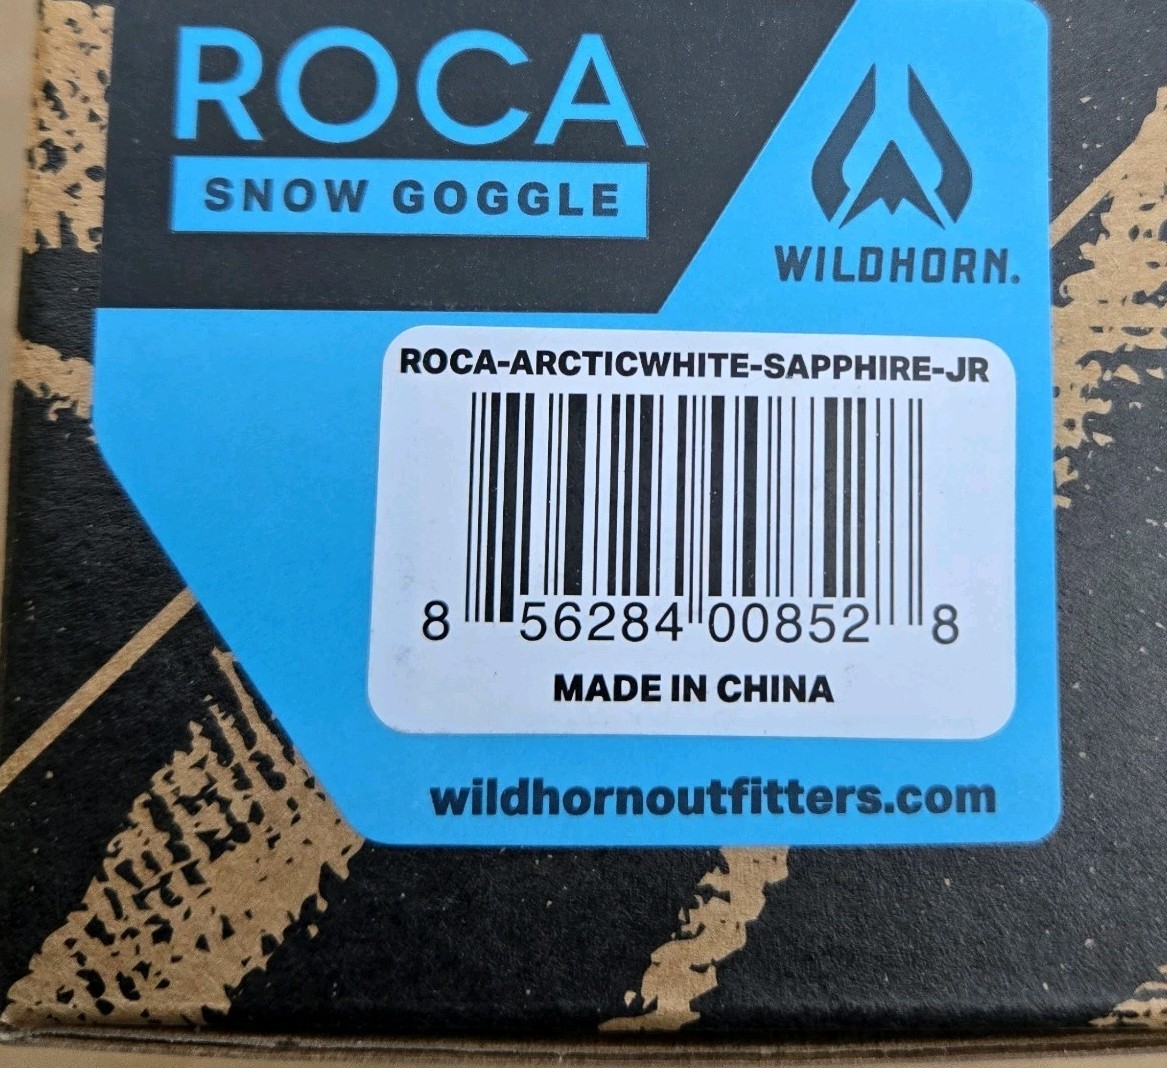 ROCA
SNOW GOGGLE
WILDHORN.
ROCA-ARCTICWHITE-SAPPHIRE-JR
8 56284 00852 8
MADE IN CHINA
wildhornoutfitters.com